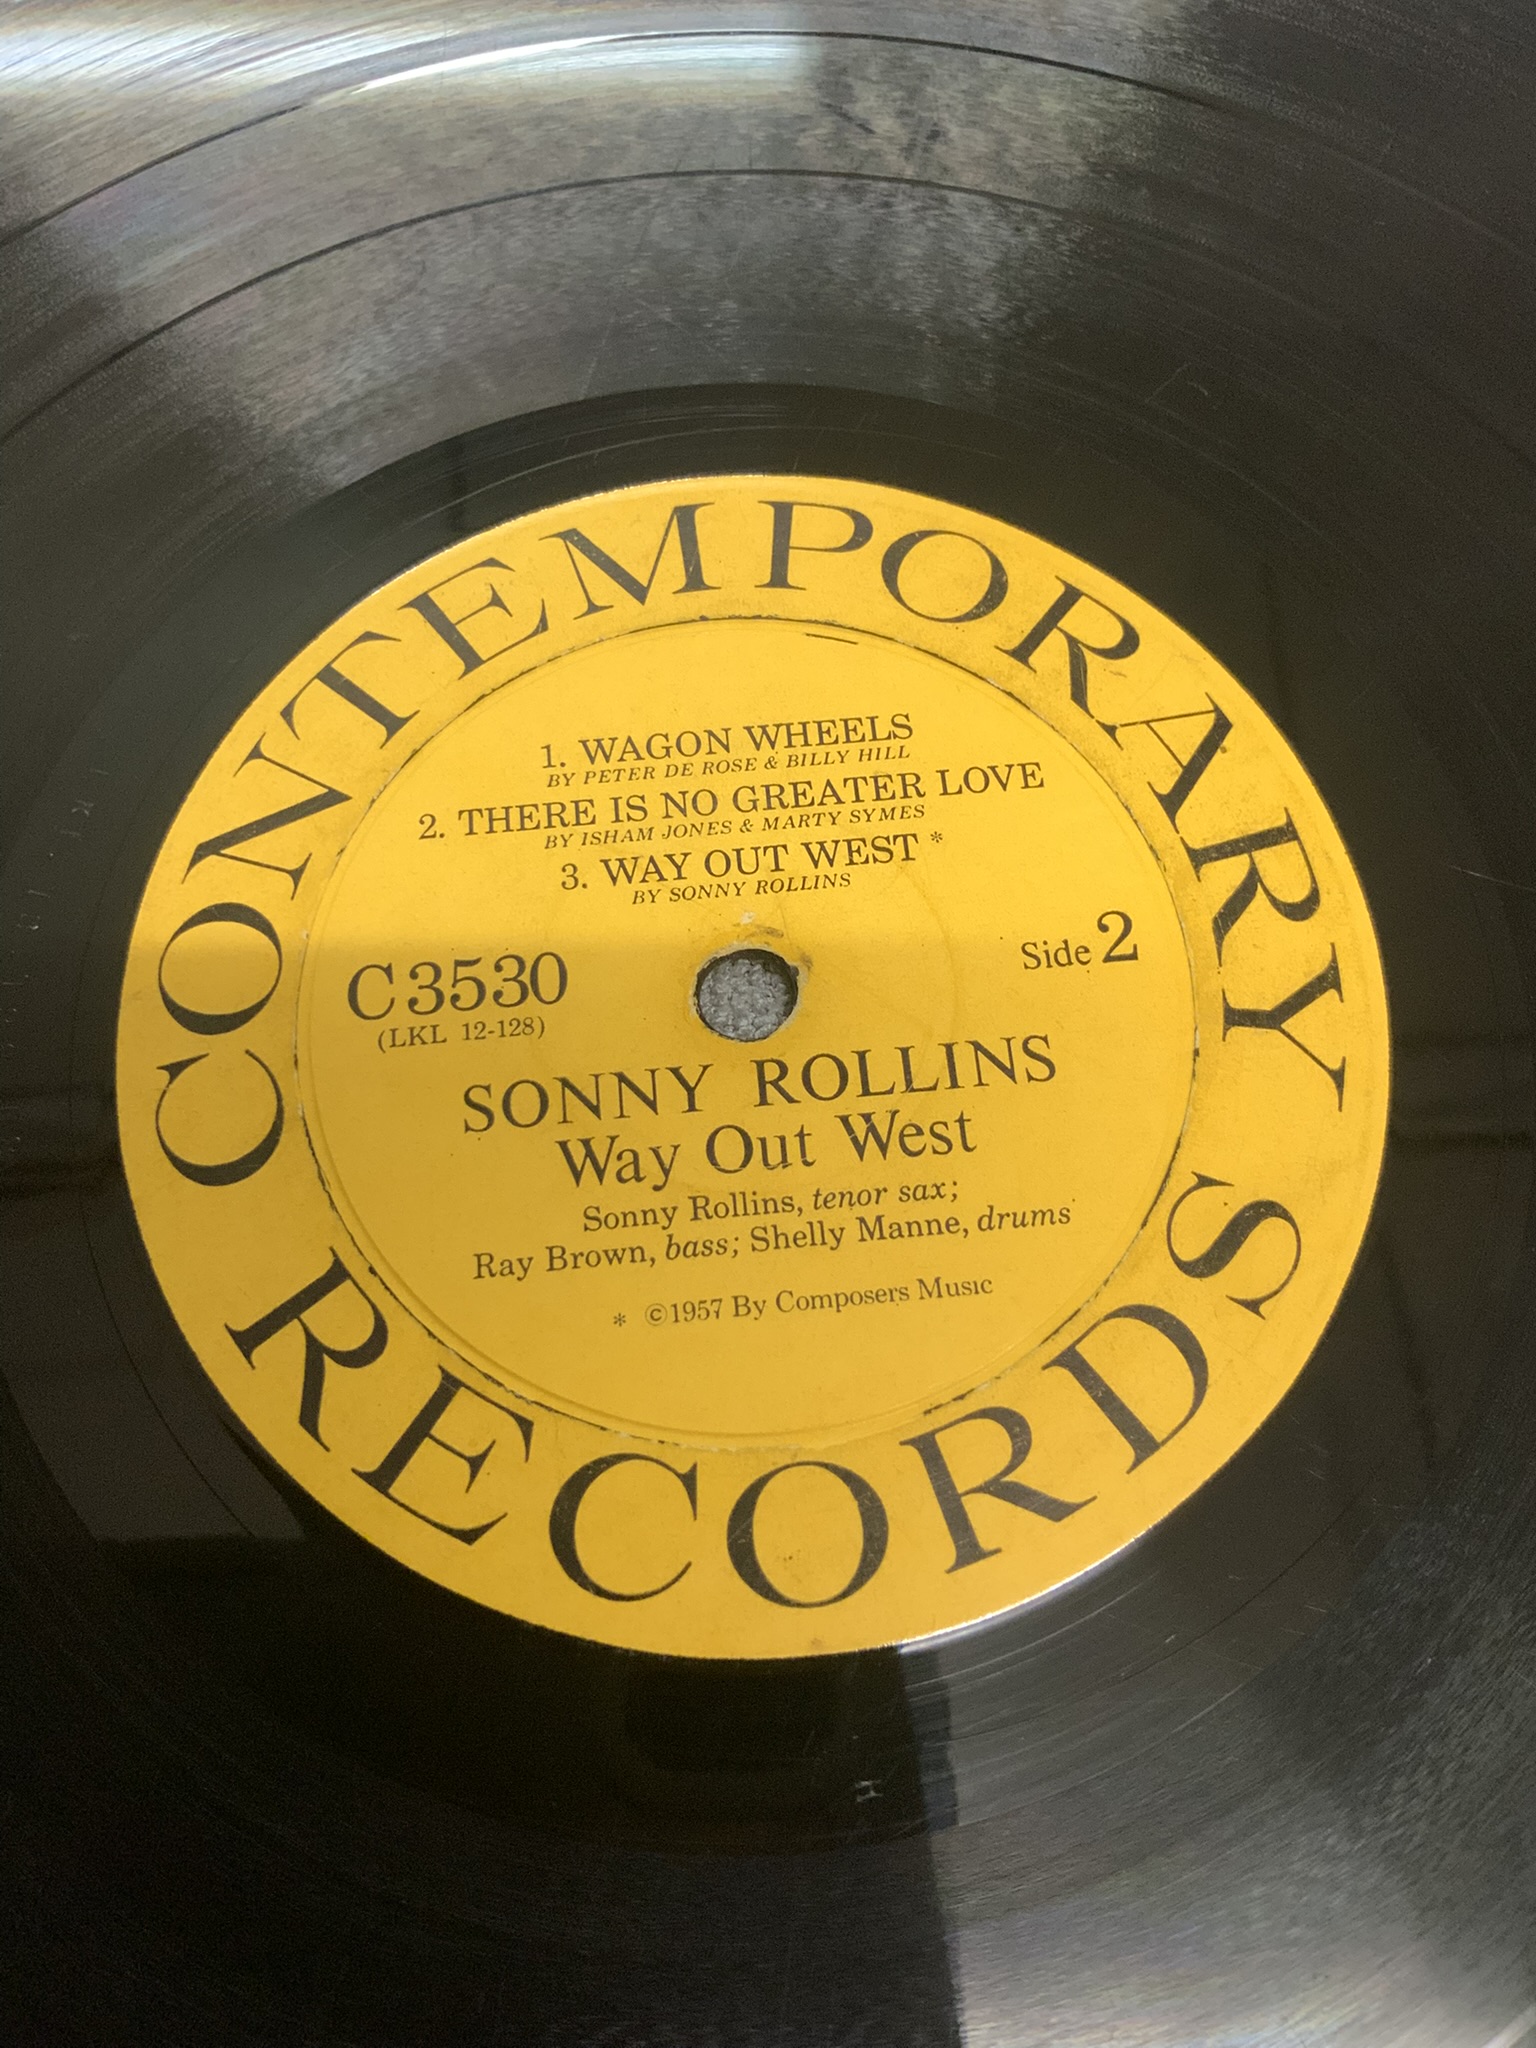 CONTEMPORARY RECORDS
1. WAGON WHEELS
BY PETER DE ROSE & BILLY HILL
2. THERE IS NO GREATER LOVE
BY ISHAM JONES & MARTY SYMES
3. WAY OUT WEST *
BY SONNY ROLLINS
C3530
(LKL 12-128)
Side 2
SONNY ROLLINS
Way Out West
Sonny Rollins, tenor sax;
Ray Brown, bass; Shelly Manne, drums
* ©1957 By Composers Music
H